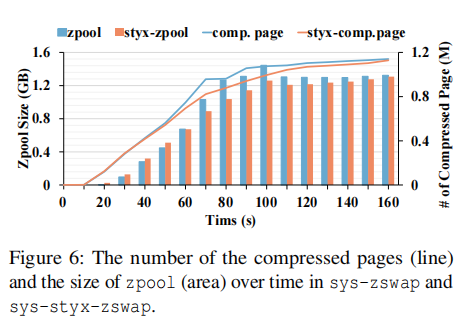 zpool styx-zpool comp. page styx-comp.page
1.6 1.2
1.2
0.8
0.8
0.4
0.4
0 0
0 20 40 60 80 100 120 140 160
Zpool Size (GB)
# of Compressed Page (M)
Tims (s)
Figure 6: The number of the compressed pages (line)
and the size of zpool (area) over time in sys-zswap and
sys-styx-zswap.